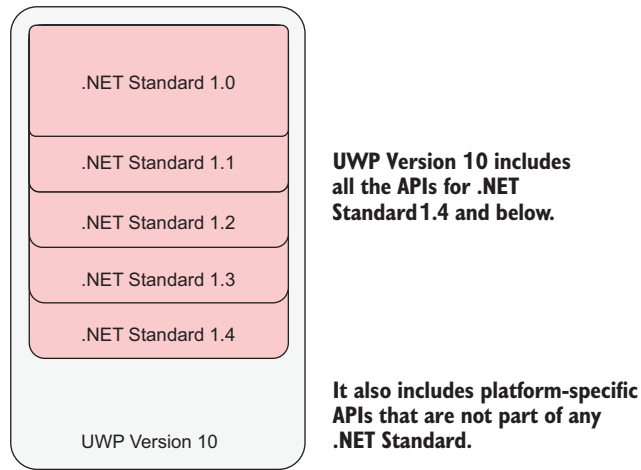 .NET Standard 1.0
.NET Standard 1.1
.NET Standard 1.2
.NET Standard 1.3
.NET Standard 1.4
UWP Version 10
UWP Version 10 includes
all the APIs for .NET
Standard 1.4 and below.
It also includes platform-specific
APIs that are not part of any
.NET Standard.